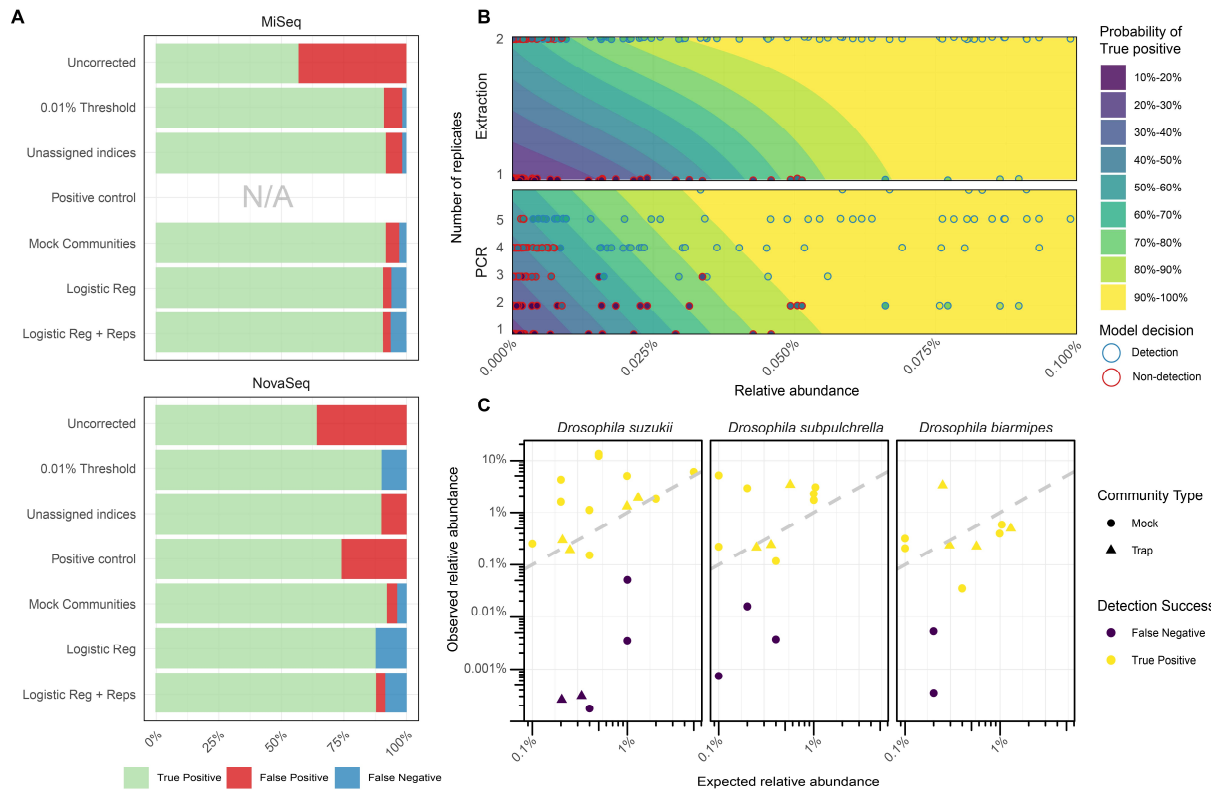 A
MiSeq
Uncorrected
0.01% Threshold
Unassigned indices
Positive control
N/A
Mock Communities
Logistic Reg
Logistic Reg + Reps
NovaSeq
Uncorrected
0.01% Threshold
Unassigned indices
Positive control
Mock Communities
Logistic Reg
Logistic Reg + Reps
0%
25%
50%
75%
100%
True Positive
False Positive
False Negative
B
Number of replicates
Extraction
2
1
PCR
5
4
3
2
1
0.000%
0.025%
0.050%
0.075%
0.100%
Relative abundance
Probability of
True positive
10%-20%
20%-30%
30%-40%
40%-50%
50%-60%
60%-70%
70%-80%
80%-90%
90%-100%
Model decision
Detection
Non-detection
C
Drosophila suzukii
Drosophila subpulchrella
Drosophila biarmipes
Observed relative abundance
10%
1%
0.1%
0.01%
0.001%
0.1%
1%
0.1%
1%
0.1%
1%
Expected relative abundance
Community Type
Mock
Trap
Detection Success
False Negative
True Positive